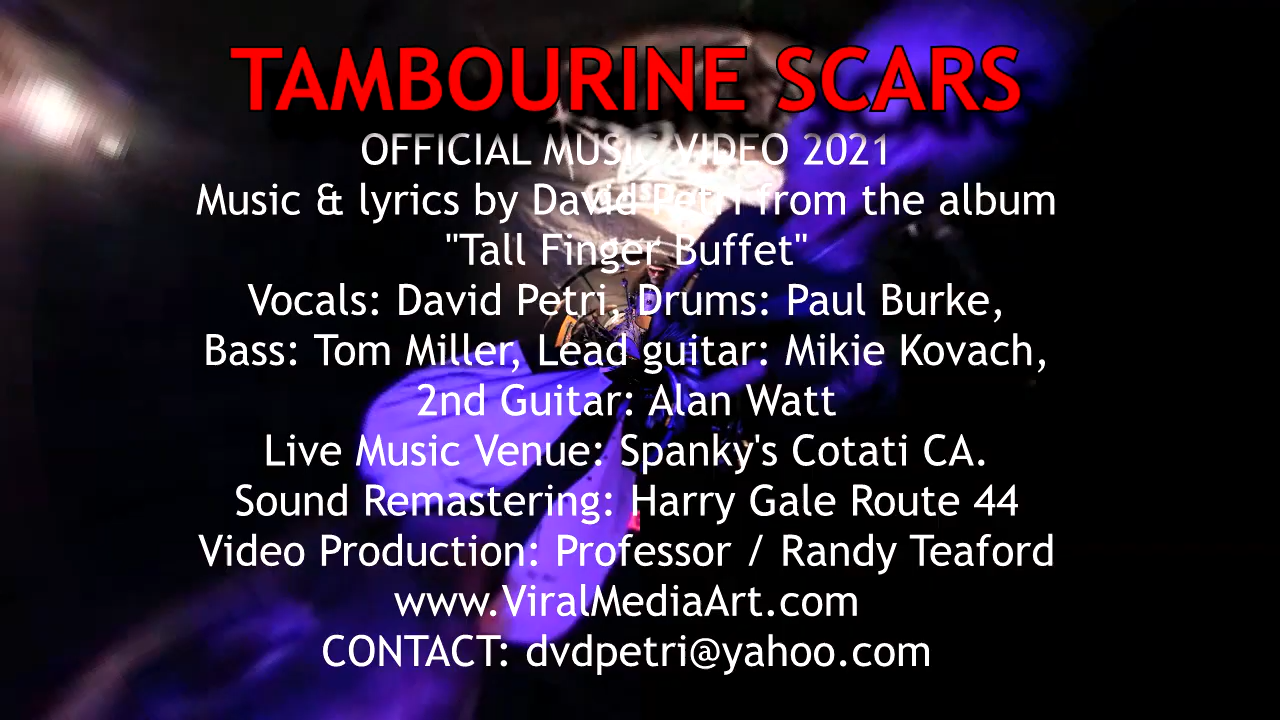 TAMBOURINE SCARS
OFFICIAL MUSIC VIDEO 2021
Music & lyrics by David Petri from the album
"Tall Finger Buffet"
Vocals: David Petri, Drums: Paul Burke,
Bass: Tom Miller, Lead guitar: Mikie Kovach,
2nd Guitar: Alan Watt
Live Music Venue: Spanky's Cotati CA.
Sound Remastering: Harry Gale Route 44
Video Production: Professor / Randy Teaford
www.ViralMediaArt.com
CONTACT: dvdpetri@yahoo.com